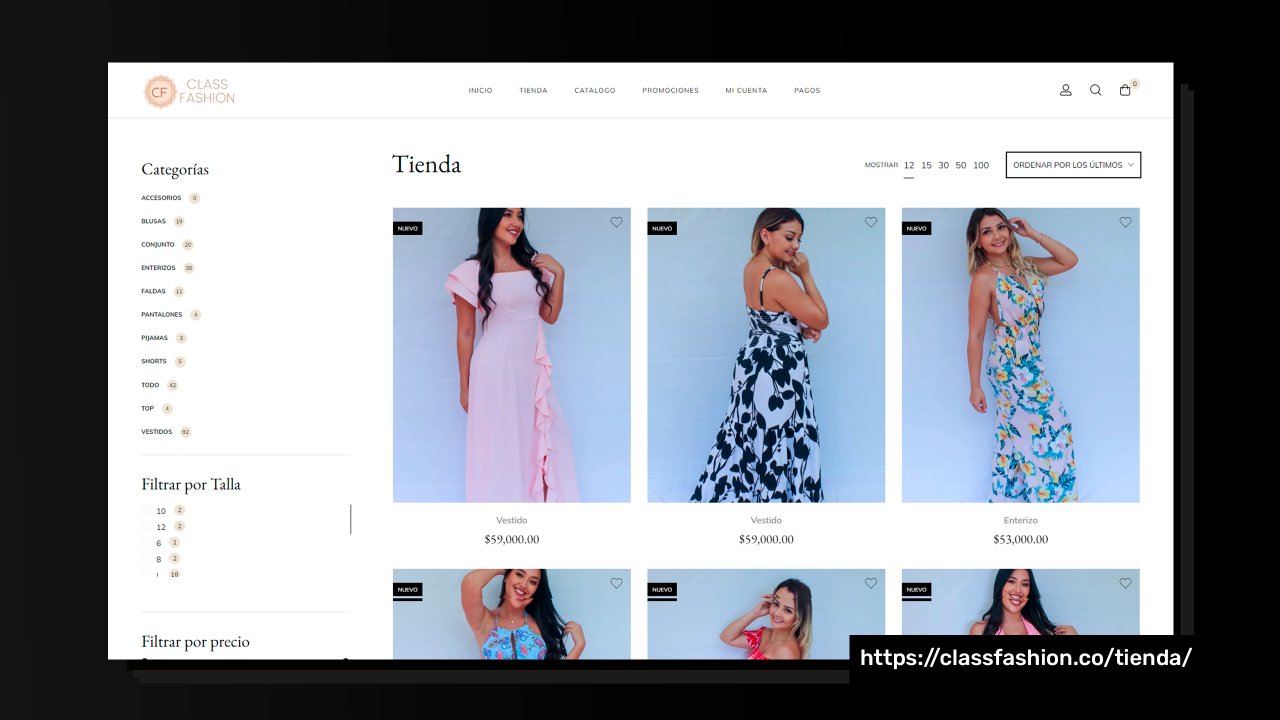 CF
CLASS
FASHION
INICIO TIENDA CATALOGO PROMOCIONES MI CUENTA PAGOS
0
Categorías
ACCESORIOS 0
BLUSAS 19
CONJUNTO 20
ENTERIZOS 36
FALDAS 11
PANTALONES 4
PIJAMAS 3
SHORTS 5
TODO 42
TOP 4
VESTIDOS 92
Filtrar por Talla
10 2
12 2
6 1
8 2
18
Filtrar por precio
Tienda
MOSTRAR 12 15 30 50 100
ORDENAR POR LOS ÚLTIMOS
NUEVO
NUEVO
NUEVO
Vestido
$59,000.00
Vestido
$59,000.00
Enterizo
$53,000.00
NUEVO
NUEVO
NUEVO
https://classfashion.co/tienda/